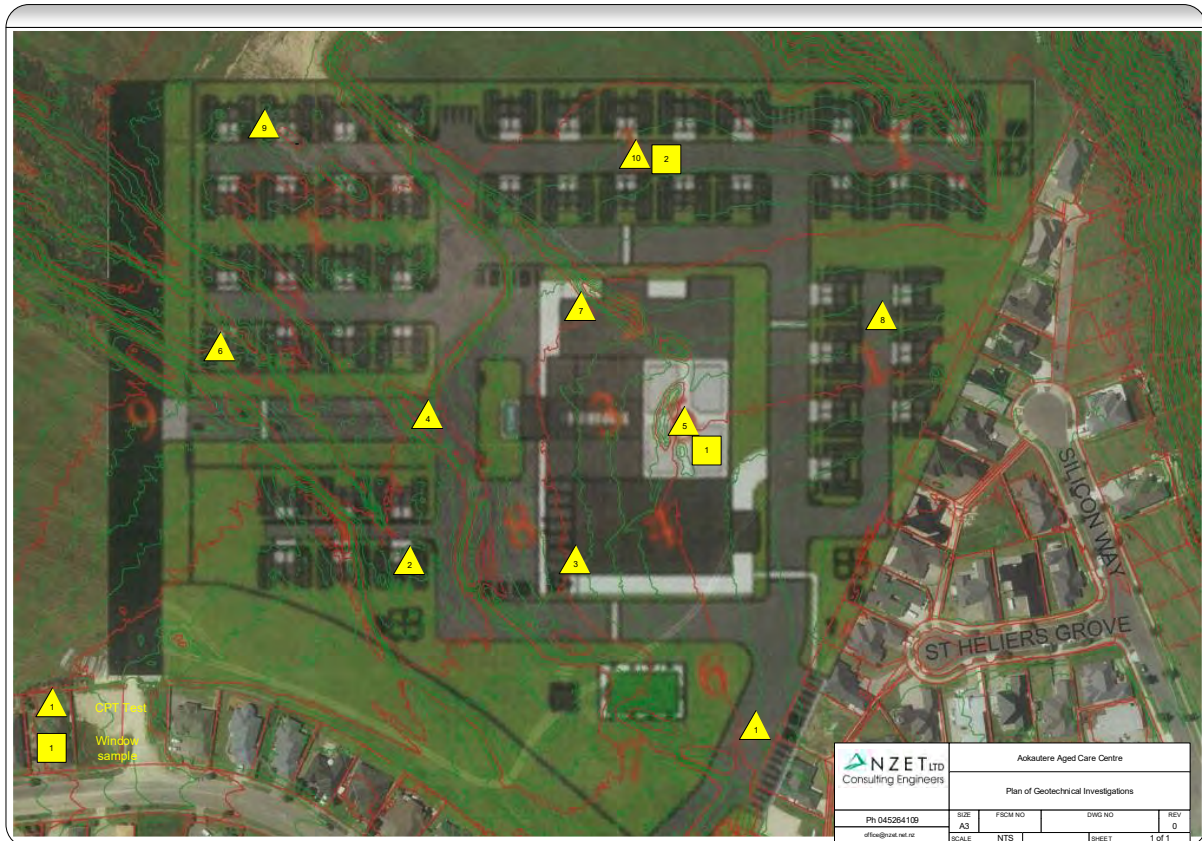 9
10
2
7
8
6
4
5
1
2
3
1
SILICON WAY
ST HELIERS GROVE
1
CPT Test
1
Window
sample
NZET LTD
Consulting Engineers
Aokautere Aged Care Centre
Plan of Geotechnical Investigations
Ph 045264109
office@nzet.net.nz
SIZE
A3
FSCM NO
DWG NO
REV
0
SCALE
NTS
SHEET
1 of 1